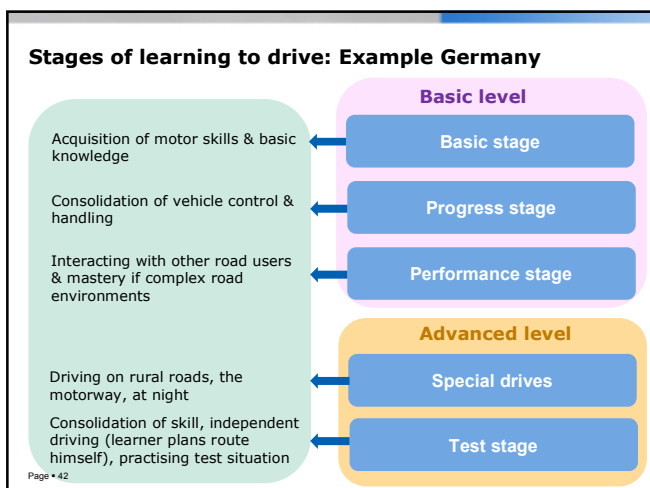 Stages of learning to drive: Example Germany
Basic level
Acquisition of motor skills & basic
knowledge
Basic stage
Consolidation of vehicle control &
handling
Progress stage
Interacting with other road users
& mastery if complex road
environments
Performance stage
Advanced level
Driving on rural roads, the
motorway, at night
Special drives
Consolidation of skill, independent
driving (learner plans route
himself), practising test situation
Test stage
Page ▪ 42